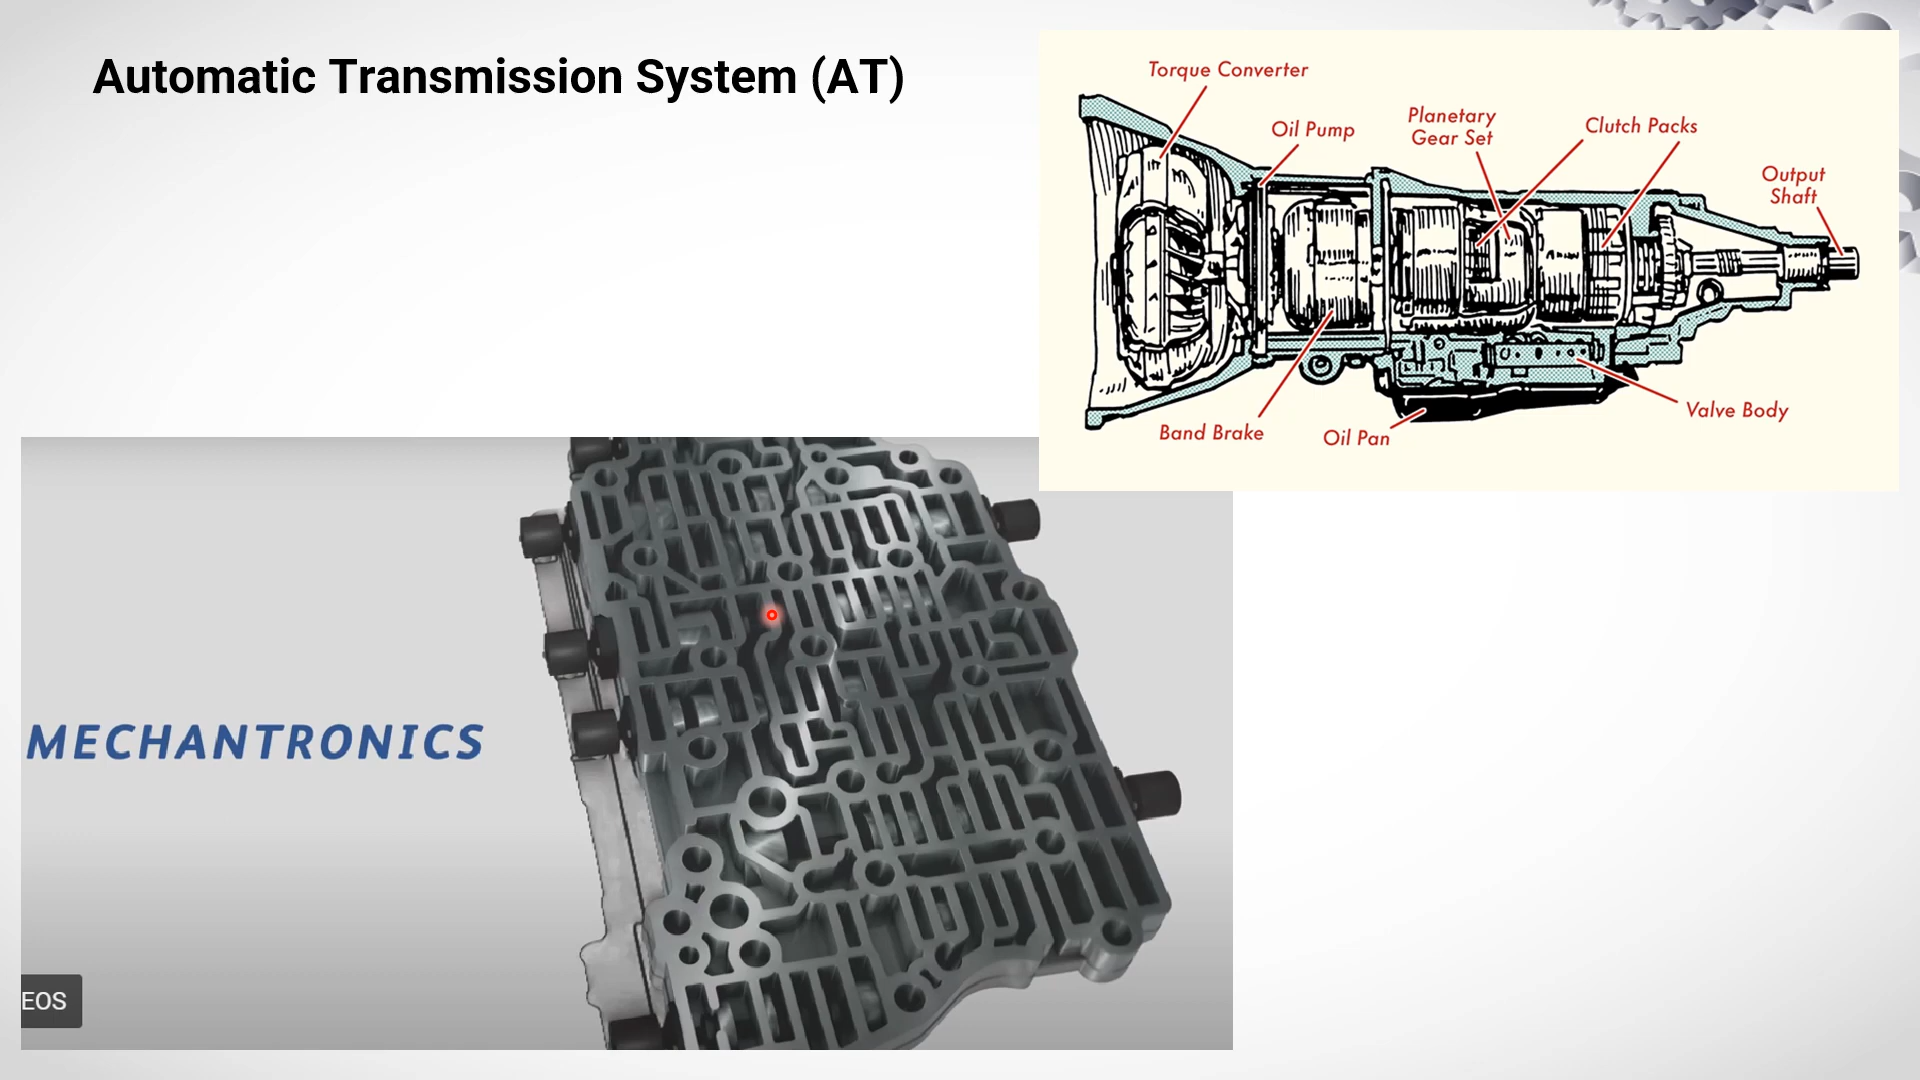 Automatic Transmission System (AT)
Torque Converter
Oil Pump
Planetary
Gear Set
Clutch Packs
Output
Shaft
Band Brake
Oil Pan
Valve Body
MECHANTRONICS
EOS